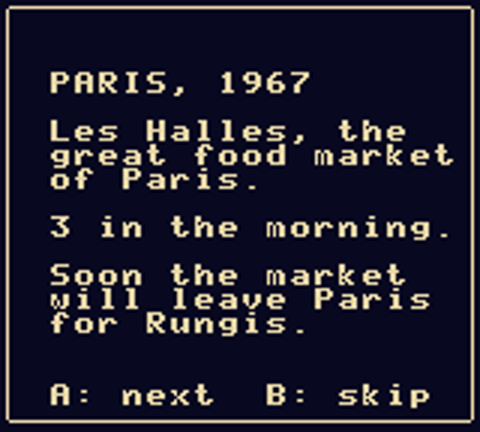 PARIS, 1967
Les Halles, the
great food market
of Paris.
3 in the morning.
Soon the market
will leave Paris
for Rungis.
A: next  B: skip